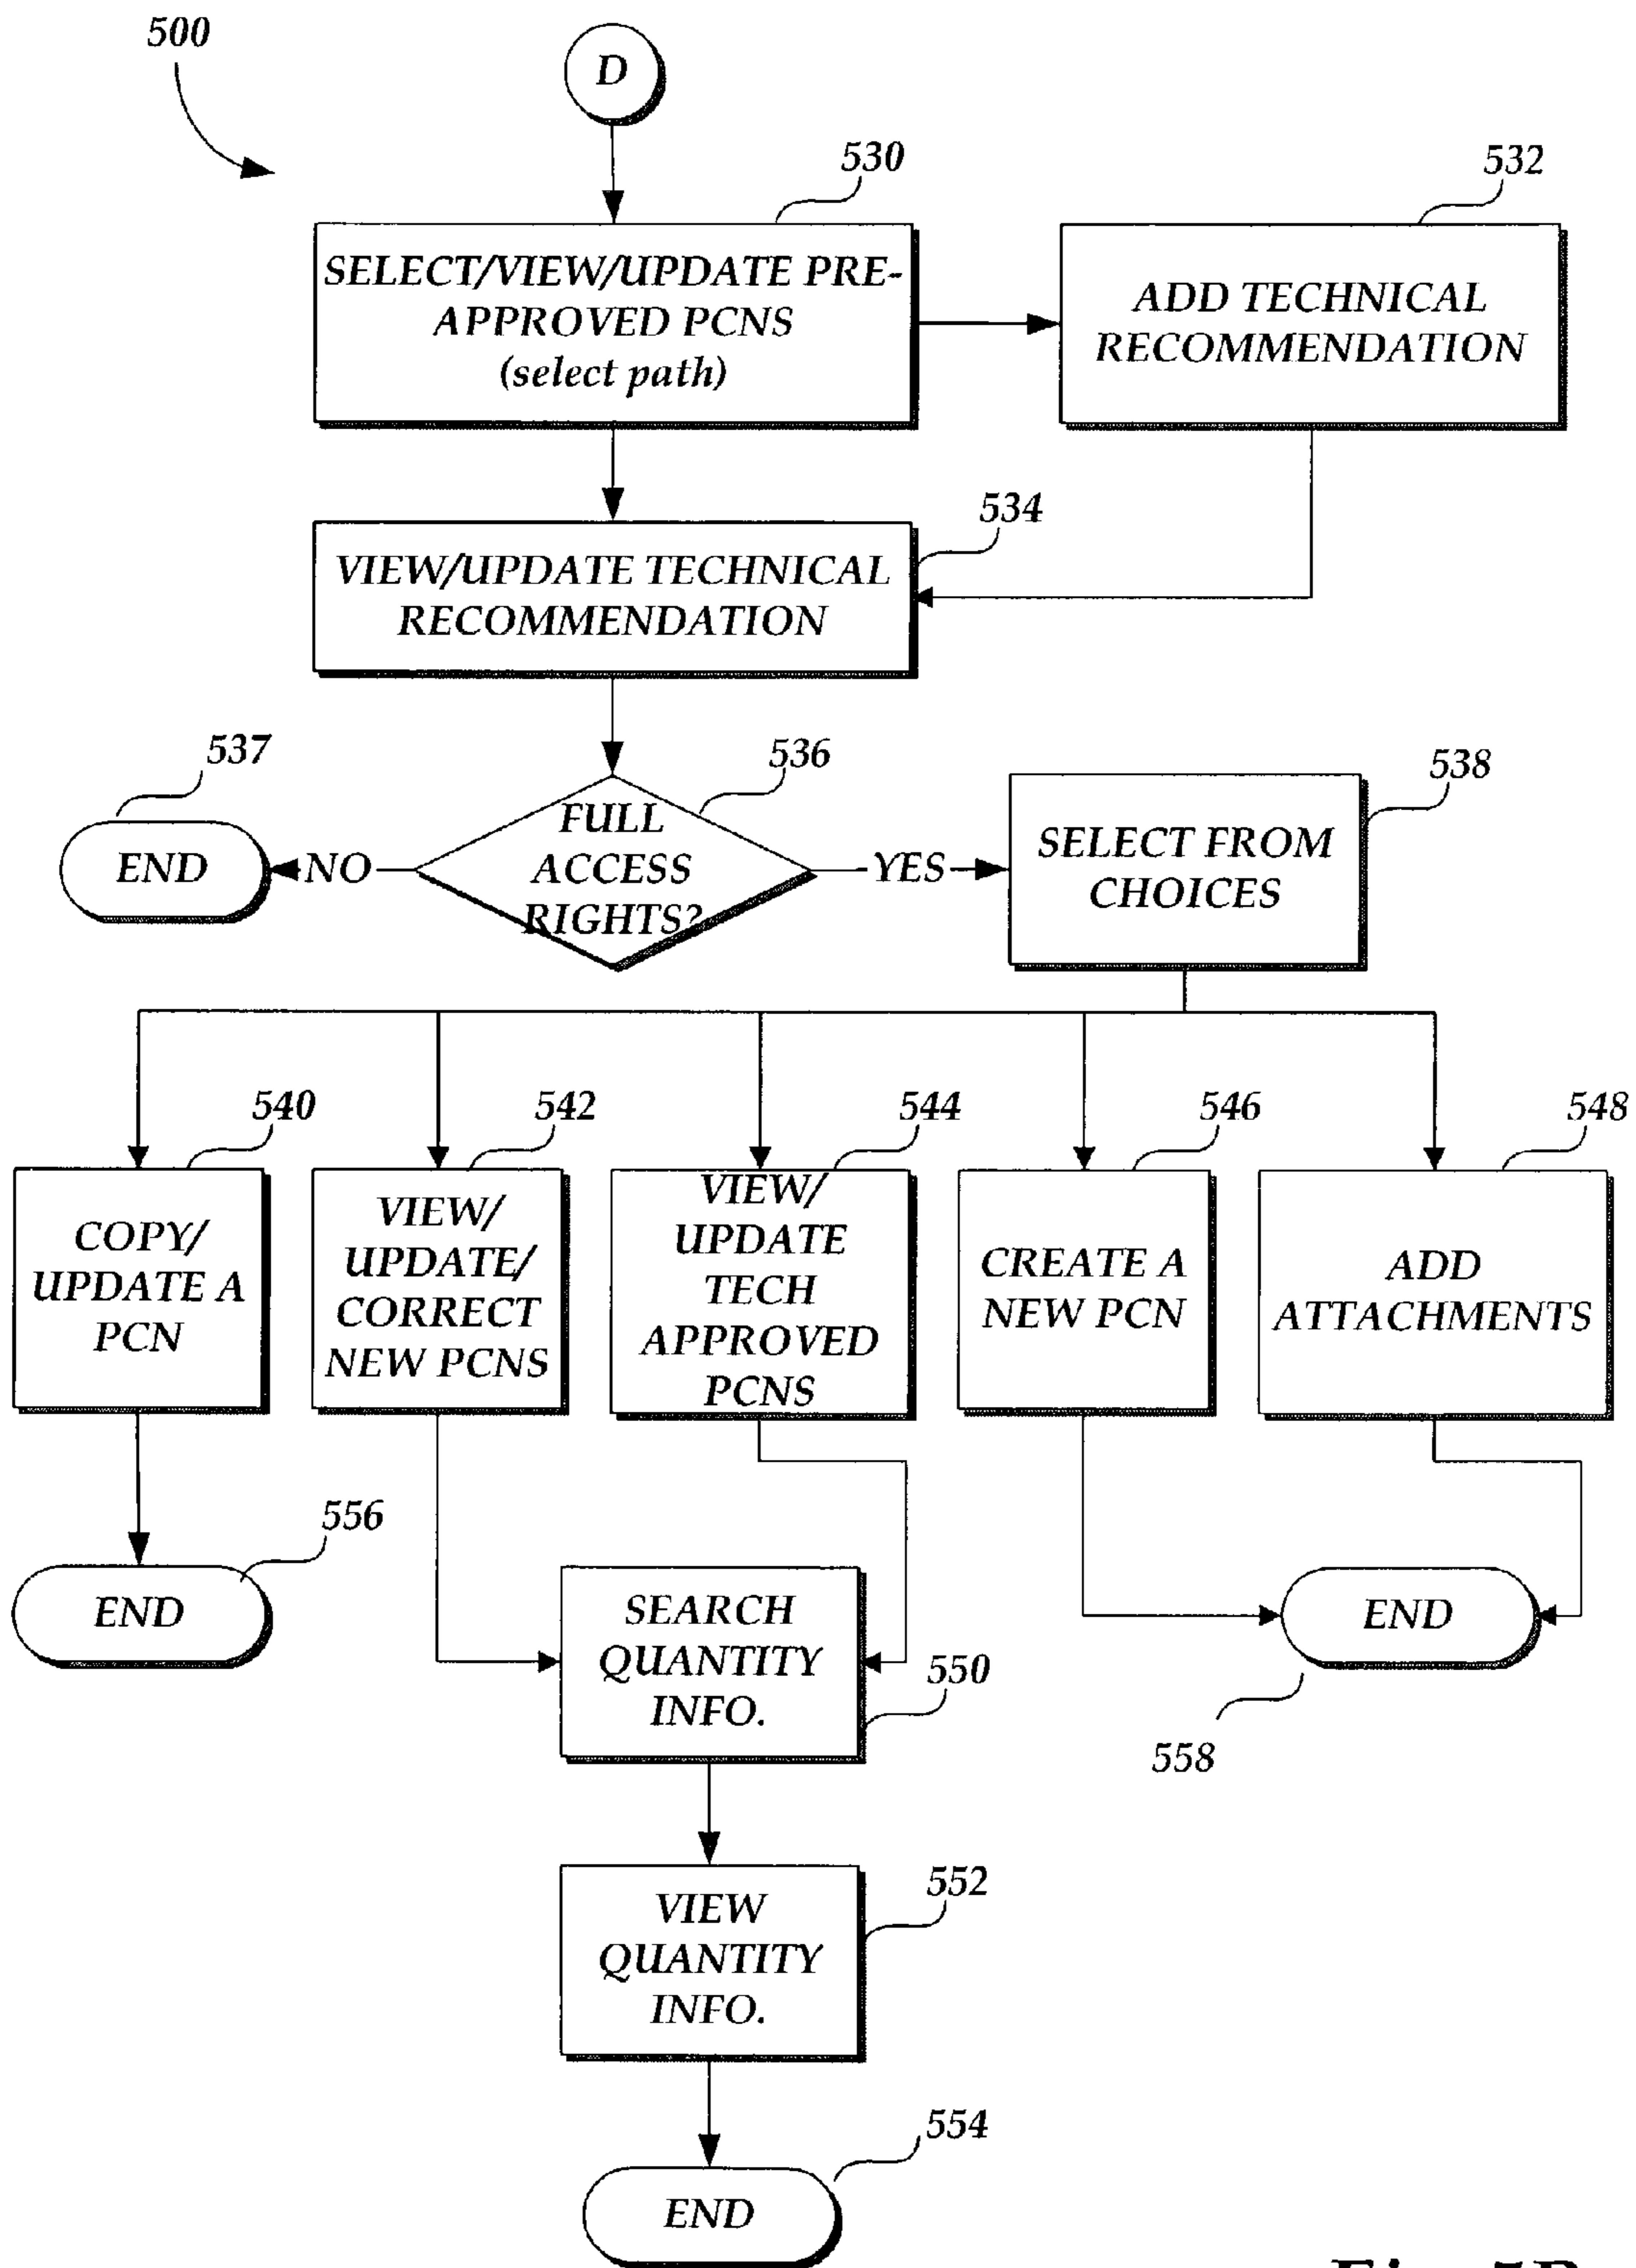 500
D
530
532
SELECT/VIEW/UPDATE PRE-
APPROVED PCNS
(select path)
ADD TECHNICAL
RECOMMENDATION
534
VIEW/UPDATE TECHNICAL
RECOMMENDATION
537
536
538
END
NO
FULL
ACCESS
RIGHTS?
YES
SELECT FROM
CHOICES
540
542
544
546
548
COPY/
UPDATE A
PCN
VIEW/
UPDATE/
CORRECT
NEW PCNS
VIEW/
UPDATE
TECH
APPROVED
PCNS
CREATE A
NEW PCN
ADD
ATTACHMENTS
556
END
SEARCH
QUANTITY
INFO.
550
END
558
552
VIEW
QUANTITY
INFO.
554
END